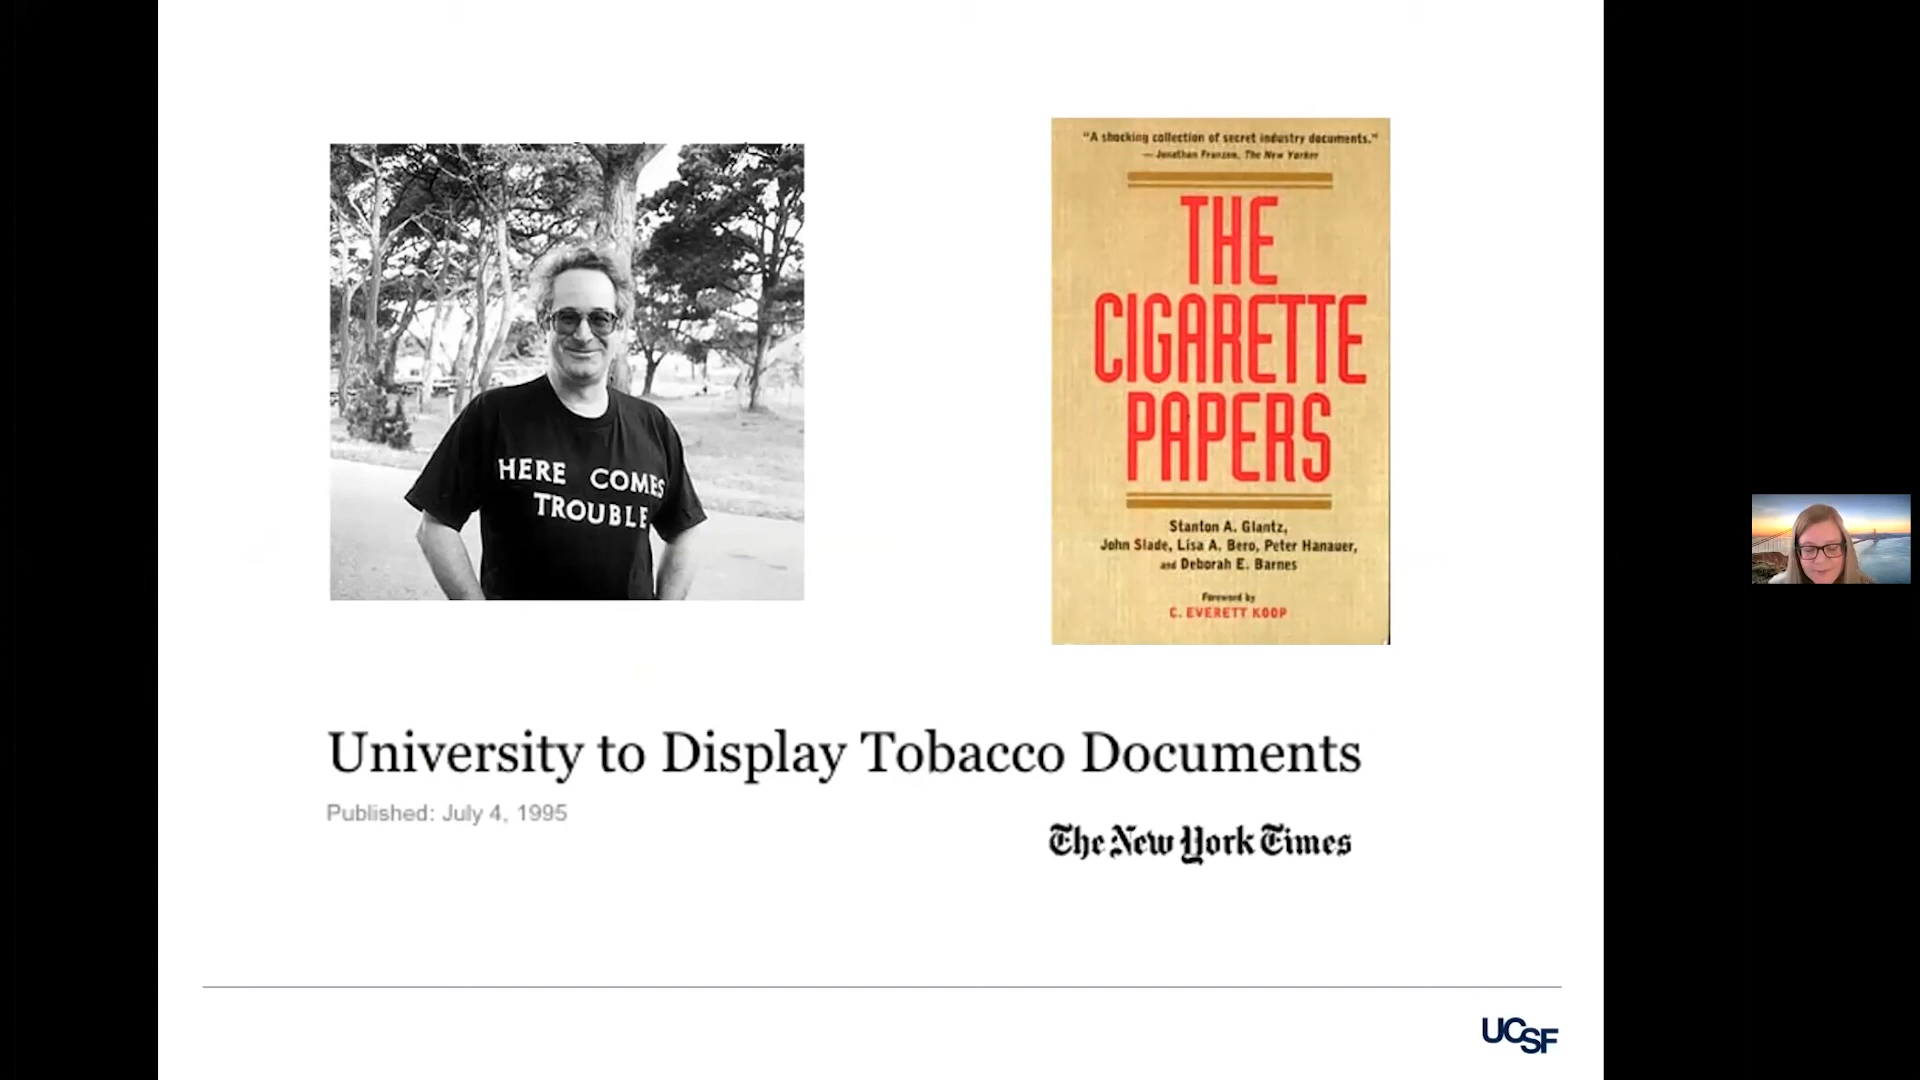 HERE COMES
TROUBLE
"A shocking collection of secret industry documents."
— Jonathan Franzen, The New Yorker
THE
CIGARETTE
PAPERS
Stanton A. Glantz,
John Slade, Lisa A. Bero, Peter Hanauer,
and Deborah E. Barnes
Foreword by
C. EVERETT KOOP
University to Display Tobacco Documents
Published: July 4, 1995
The New York Times
UCSF